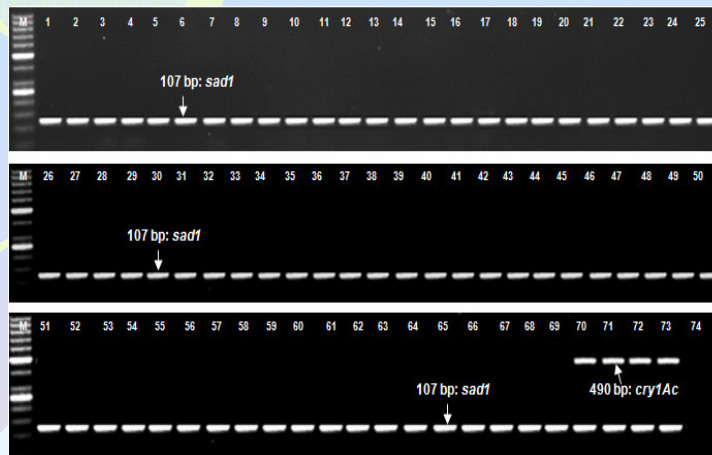 M 1 2 3 4 5 6 7 8 9 10 11 12 13 14 15 16 17 18 19 20 21 22 23 24 25
107 bp: sad1
M 26 27 28 29 30 31 32 33 34 35 36 37 38 39 40 41 42 43 44 45 46 47 48 49 50
107 bp: sad1
M 51 52 53 54 55 56 57 58 59 60 61 62 63 64 65 66 67 68 69 70 71 72 73 74
107 bp: sad1 490 bp: cry1Ac